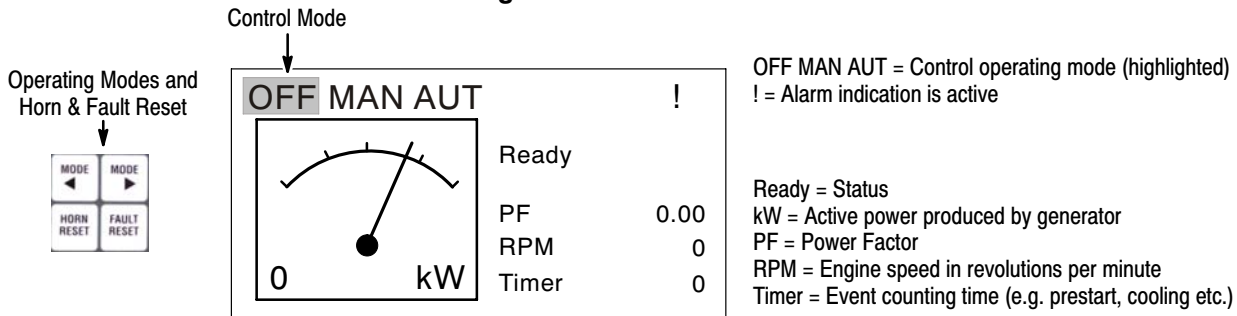 Control Mode
Operating Modes and
Horn & Fault Reset
MODE MODE
HORN FAULT
RESET RESET
OFF MAN AUT !
Ready
PF 0.00
RPM 0
Timer 0
0 kW
OFF MAN AUT = Control operating mode (highlighted)
! = Alarm indication is active
Ready = Status
kW = Active power produced by generator
PF = Power Factor
RPM = Engine speed in revolutions per minute
Timer = Event counting time (e.g. prestart, cooling etc.)